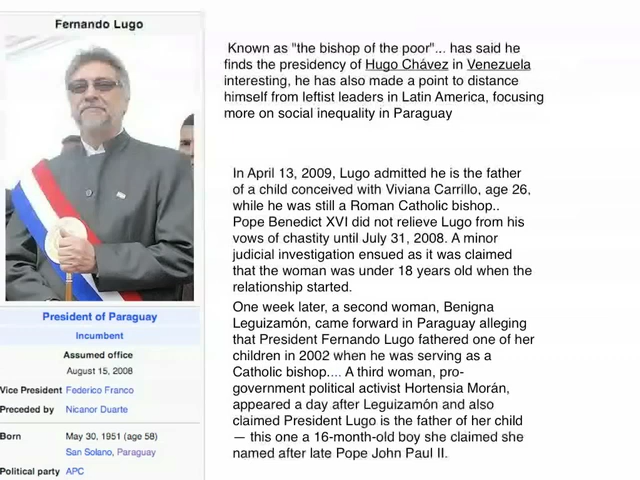 Fernando Lugo
President of Paraguay
Incumbent
Assumed office
August 15, 2008
Vice President Federico Franco
Preceded by Nicanor Duarte
Born May 30, 1951 (age 58)
San Solano, Paraguay
Political party APC
Known as "the bishop of the poor"... has said he
finds the presidency of Hugo Chávez in Venezuela
interesting, he has also made a point to distance
himself from leftist leaders in Latin America, focusing
more on social inequality in Paraguay
In April 13, 2009, Lugo admitted he is the father
of a child conceived with Viviana Carrillo, age 26,
while he was still a Roman Catholic bishop..
Pope Benedict XVI did not relieve Lugo from his
vows of chastity until July 31, 2008. A minor
judicial investigation ensued as it was claimed
that the woman was under 18 years old when the
relationship started.
One week later, a second woman, Benigna
Leguizamón, came forward in Paraguay alleging
that President Fernando Lugo fathered one of her
children in 2002 when he was serving as a
Catholic bishop.... A third woman, pro-
government political activist Hortensia Morán,
appeared a day after Leguizamón and also
claimed President Lugo is the father of her child
— this one a 16-month-old boy she claimed she
named after late Pope John Paul II.